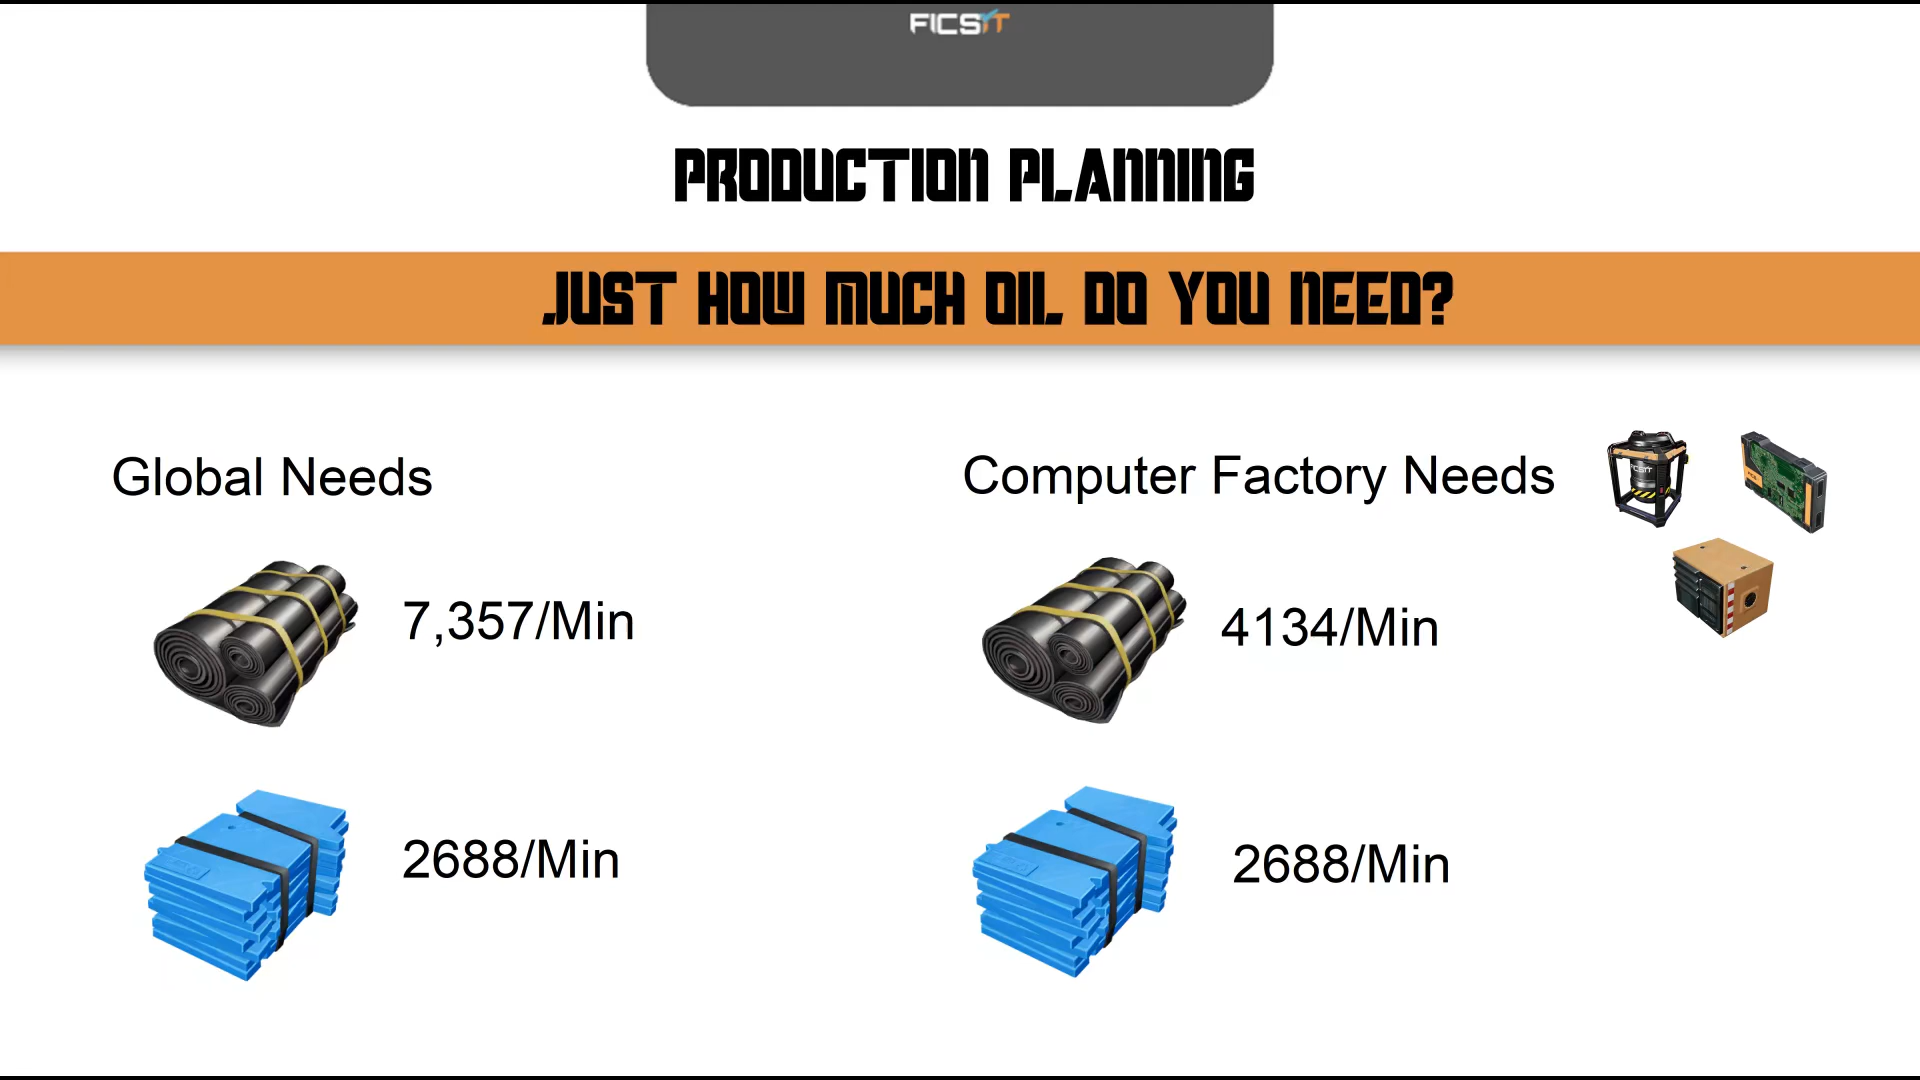 FICSIT
PRODUCTION PLANNING
JUST HOW MUCH OIL DO YOU NEED?
Global Needs
Computer Factory Needs
FICSIT
7,357/Min
4134/Min
2688/Min
2688/Min